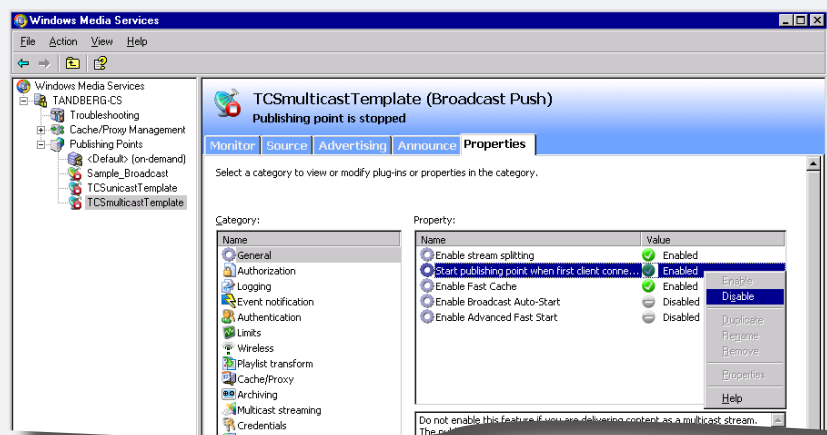 Windows Media Services
File Action View Help
Windows Media Services
TANDBERG-CS
Troubleshooting
Cache/Proxy Management
Publishing Points
<Default> (on-demand)
Sample_Broadcast
TCSunicastTemplate
TCSmulticastTemplate
TCSmulticastTemplate (Broadcast Push)
Publishing point is stopped
Monitor Source Advertising Announce Properties
Select a category to view or modify plug-ins or properties in the category.
Category:
Name
General
Authorization
Logging
Event notification
Authentication
Limits
Wireless
Playlist transform
Cache/Proxy
Archiving
Multicast streaming
Credentials
Property:
Name Value
Enable stream splitting Enabled
Start publishing point when first client conne... Enabled
Enable Fast Cache Enabled
Enable Broadcast Auto-Start Disabled
Enable Advanced Fast Start Disabled
Enable
Disable
Duplicate
Rename
Remove
Properties
Help
Do not enable this feature if you are delivering content as a multicast stream.
The